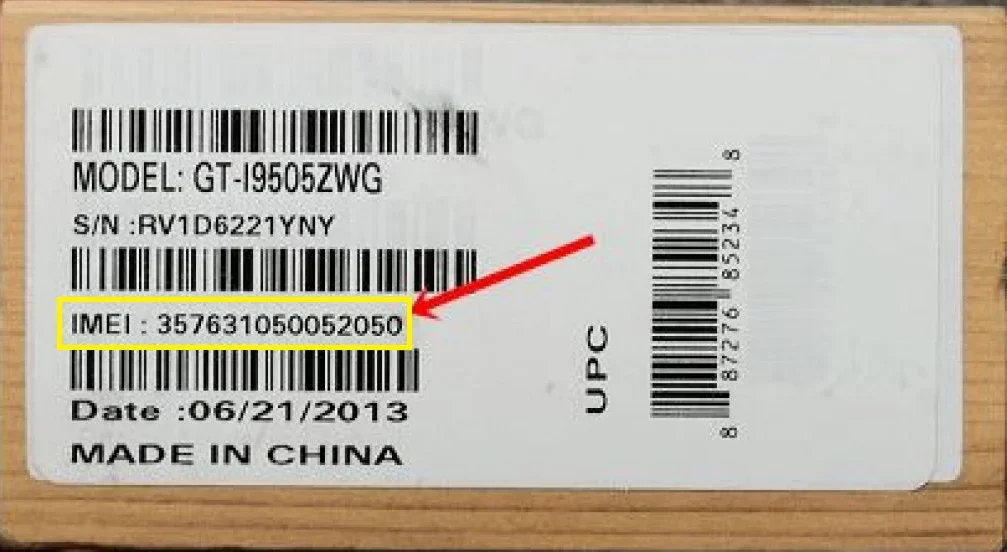 MODEL: GT-I9505ZWG
S/N :RV1D6221YNY
IMEI : 357631050052050
Date :06/21/2013
MADE IN CHINA
UPC
8 87276 85234 8